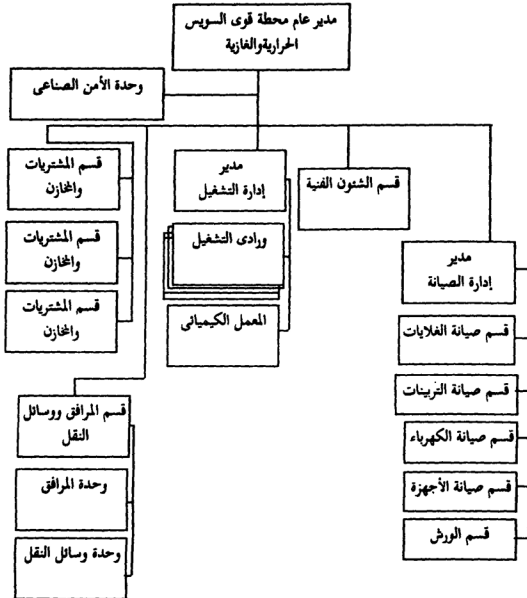 مدير عام محطة قوى السويس
الحرارية والغازية
وحدة الأمن الصناعى
قسم المشتريات
والمخازن
قسم المشتريات
والمخازن
قسم المشتريات
والمخازن
مدير
إدارة التشغيل
ورادى التشغيل
المعمل الكيميائى
قسم الشئون الفنية
مدير
إدارة الصيانة
قسم صيانة الغلايات
قسم صيانة التربينات
قسم صيانة الكهرباء
قسم صيانة الأجهزة
قسم الورش
قسم المرافق ووسائل
النقل
وحدة المرافق
وحدة وسائل النقل